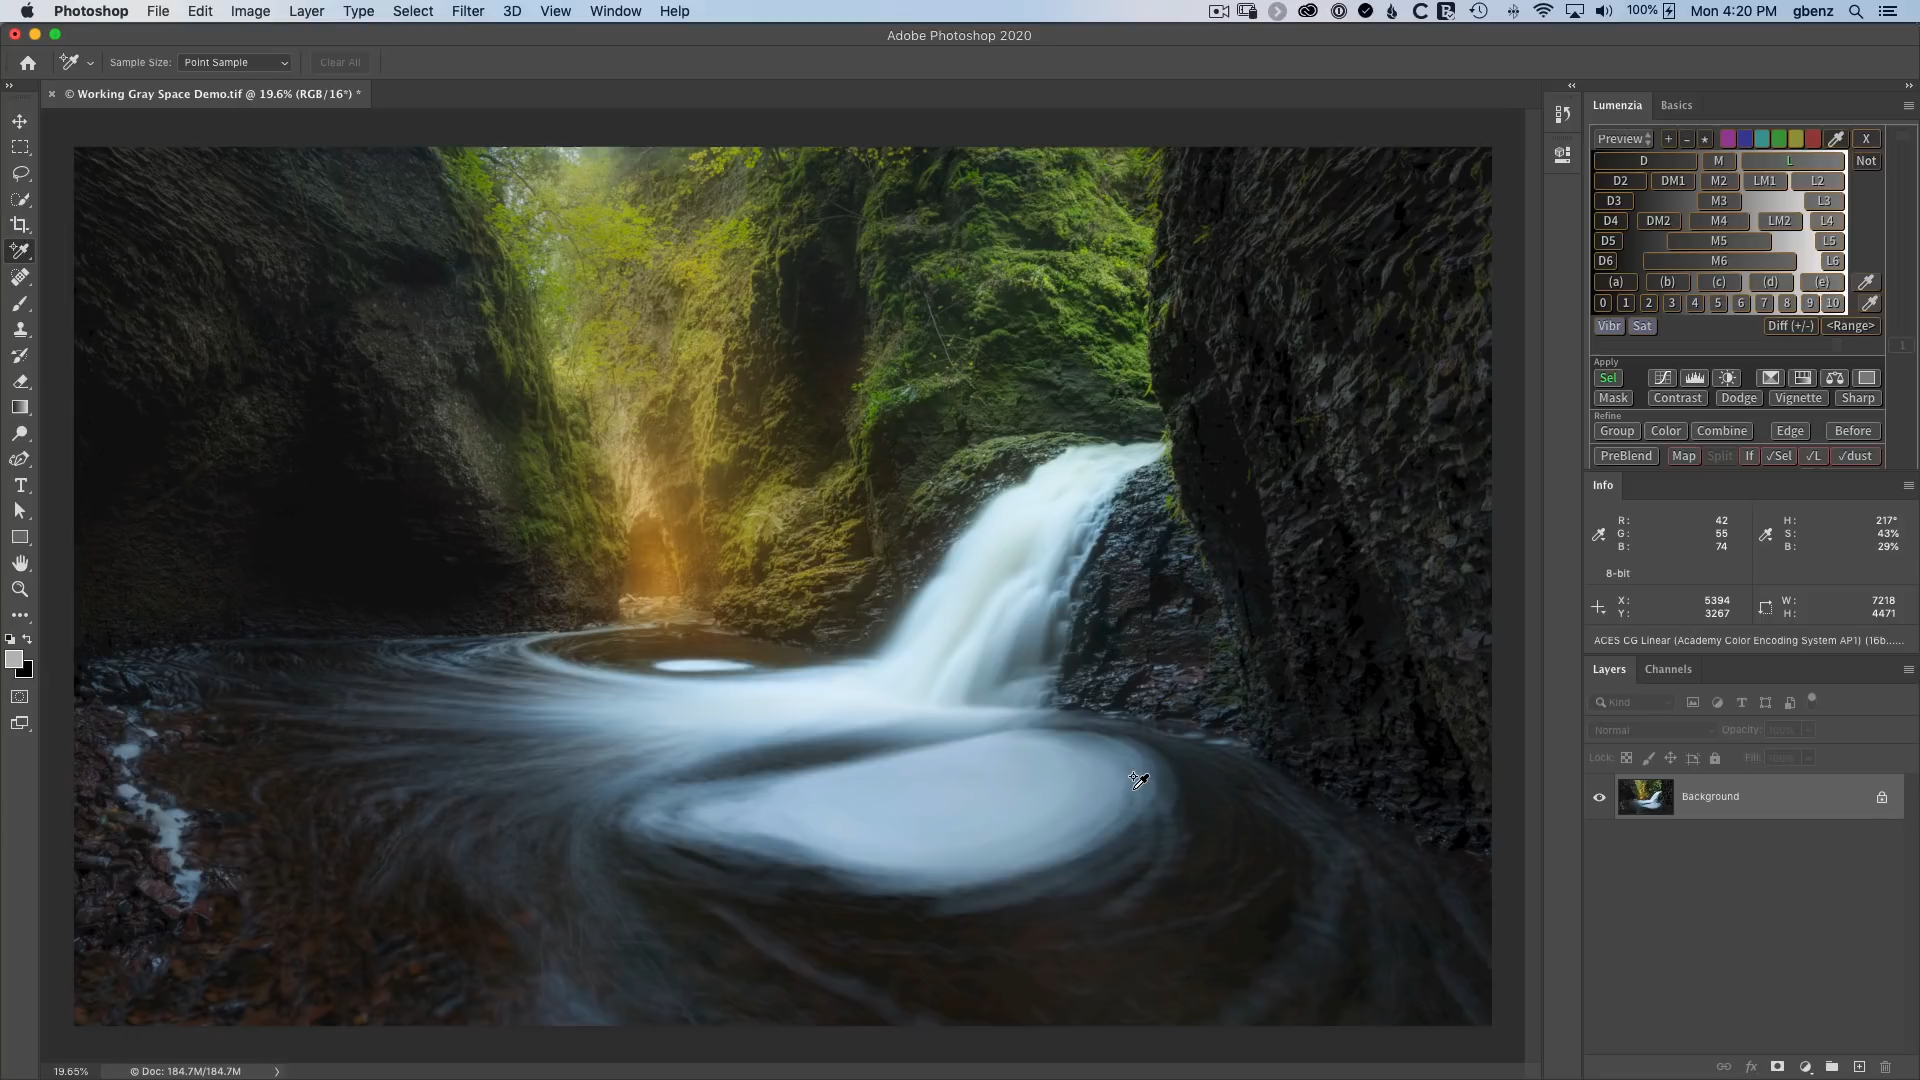 Photoshop File Edit Image Layer Type Select Filter 3D View Window Help 100% Mon 4:20 PM gbenz
Adobe Photoshop 2020
Sample Size: Point Sample Clear All
© Working Gray Space Demo.tif @ 19.6% (RGB/16*) *
Lumenzia Basics
Preview + - ★ X
D M L Not
D2 DM1 M2 LM1 L2
D3 M3 L3
D4 DM2 M4 LM2 L4
D5 M5 L5
D6 M6 L6
(a) (b) (c) (d) (e)
0 1 2 3 4 5 6 7 8 9 10
Vibr Sat Diff (+/-) <Range>
1
Apply
Sel
Mask Contrast Dodge Vignette Sharp
Refine
Group Color Combine Edge Before
PreBlend Map Split If ✓Sel ✓L ✓dust
Info
R: 42 H: 217°
G: 55 S: 43%
B: 74 B: 29%
8-bit
X: 5394 W: 7218
Y: 3267 H: 4471
ACES CG Linear (Academy Color Encoding System AP1) (16b......
Layers Channels
Kind
Normal Opacity: 100%
Lock: Fill: 100%
Background
19.65% © Doc: 184.7M/184.7M
fx